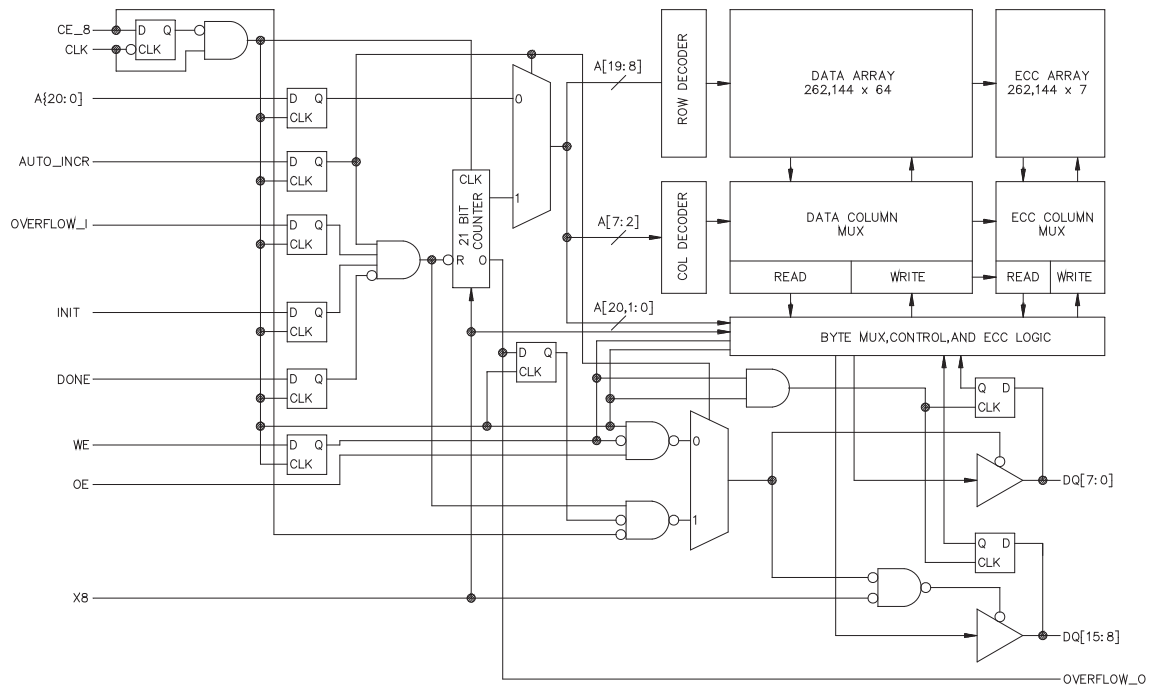 CE_8
CLK
D Q
CLK
A{20:0]
D Q
CLK
AUTO_INCR
D Q
CLK
OVERFLOW_I
D Q
CLK
INIT
D Q
CLK
DONE
D Q
CLK
WE
D Q
CLK
OE
X8
CLK
21 BIT
COUNTER
R O
0
1
D Q
CLK
0
1
A[19:8]
A[7:2]
A[20,1:0]
ROW DECODER
COL DECODER
DATA ARRAY
262,144 x 64
ECC ARRAY
262,144 x 7
DATA COLUMN
MUX
READ WRITE
ECC COLUMN
MUX
READ WRITE
BYTE MUX,CONTROL,AND ECC LOGIC
Q D
CLK
DQ[7:0]
Q D
CLK
DQ[15:8]
OVERFLOW_O